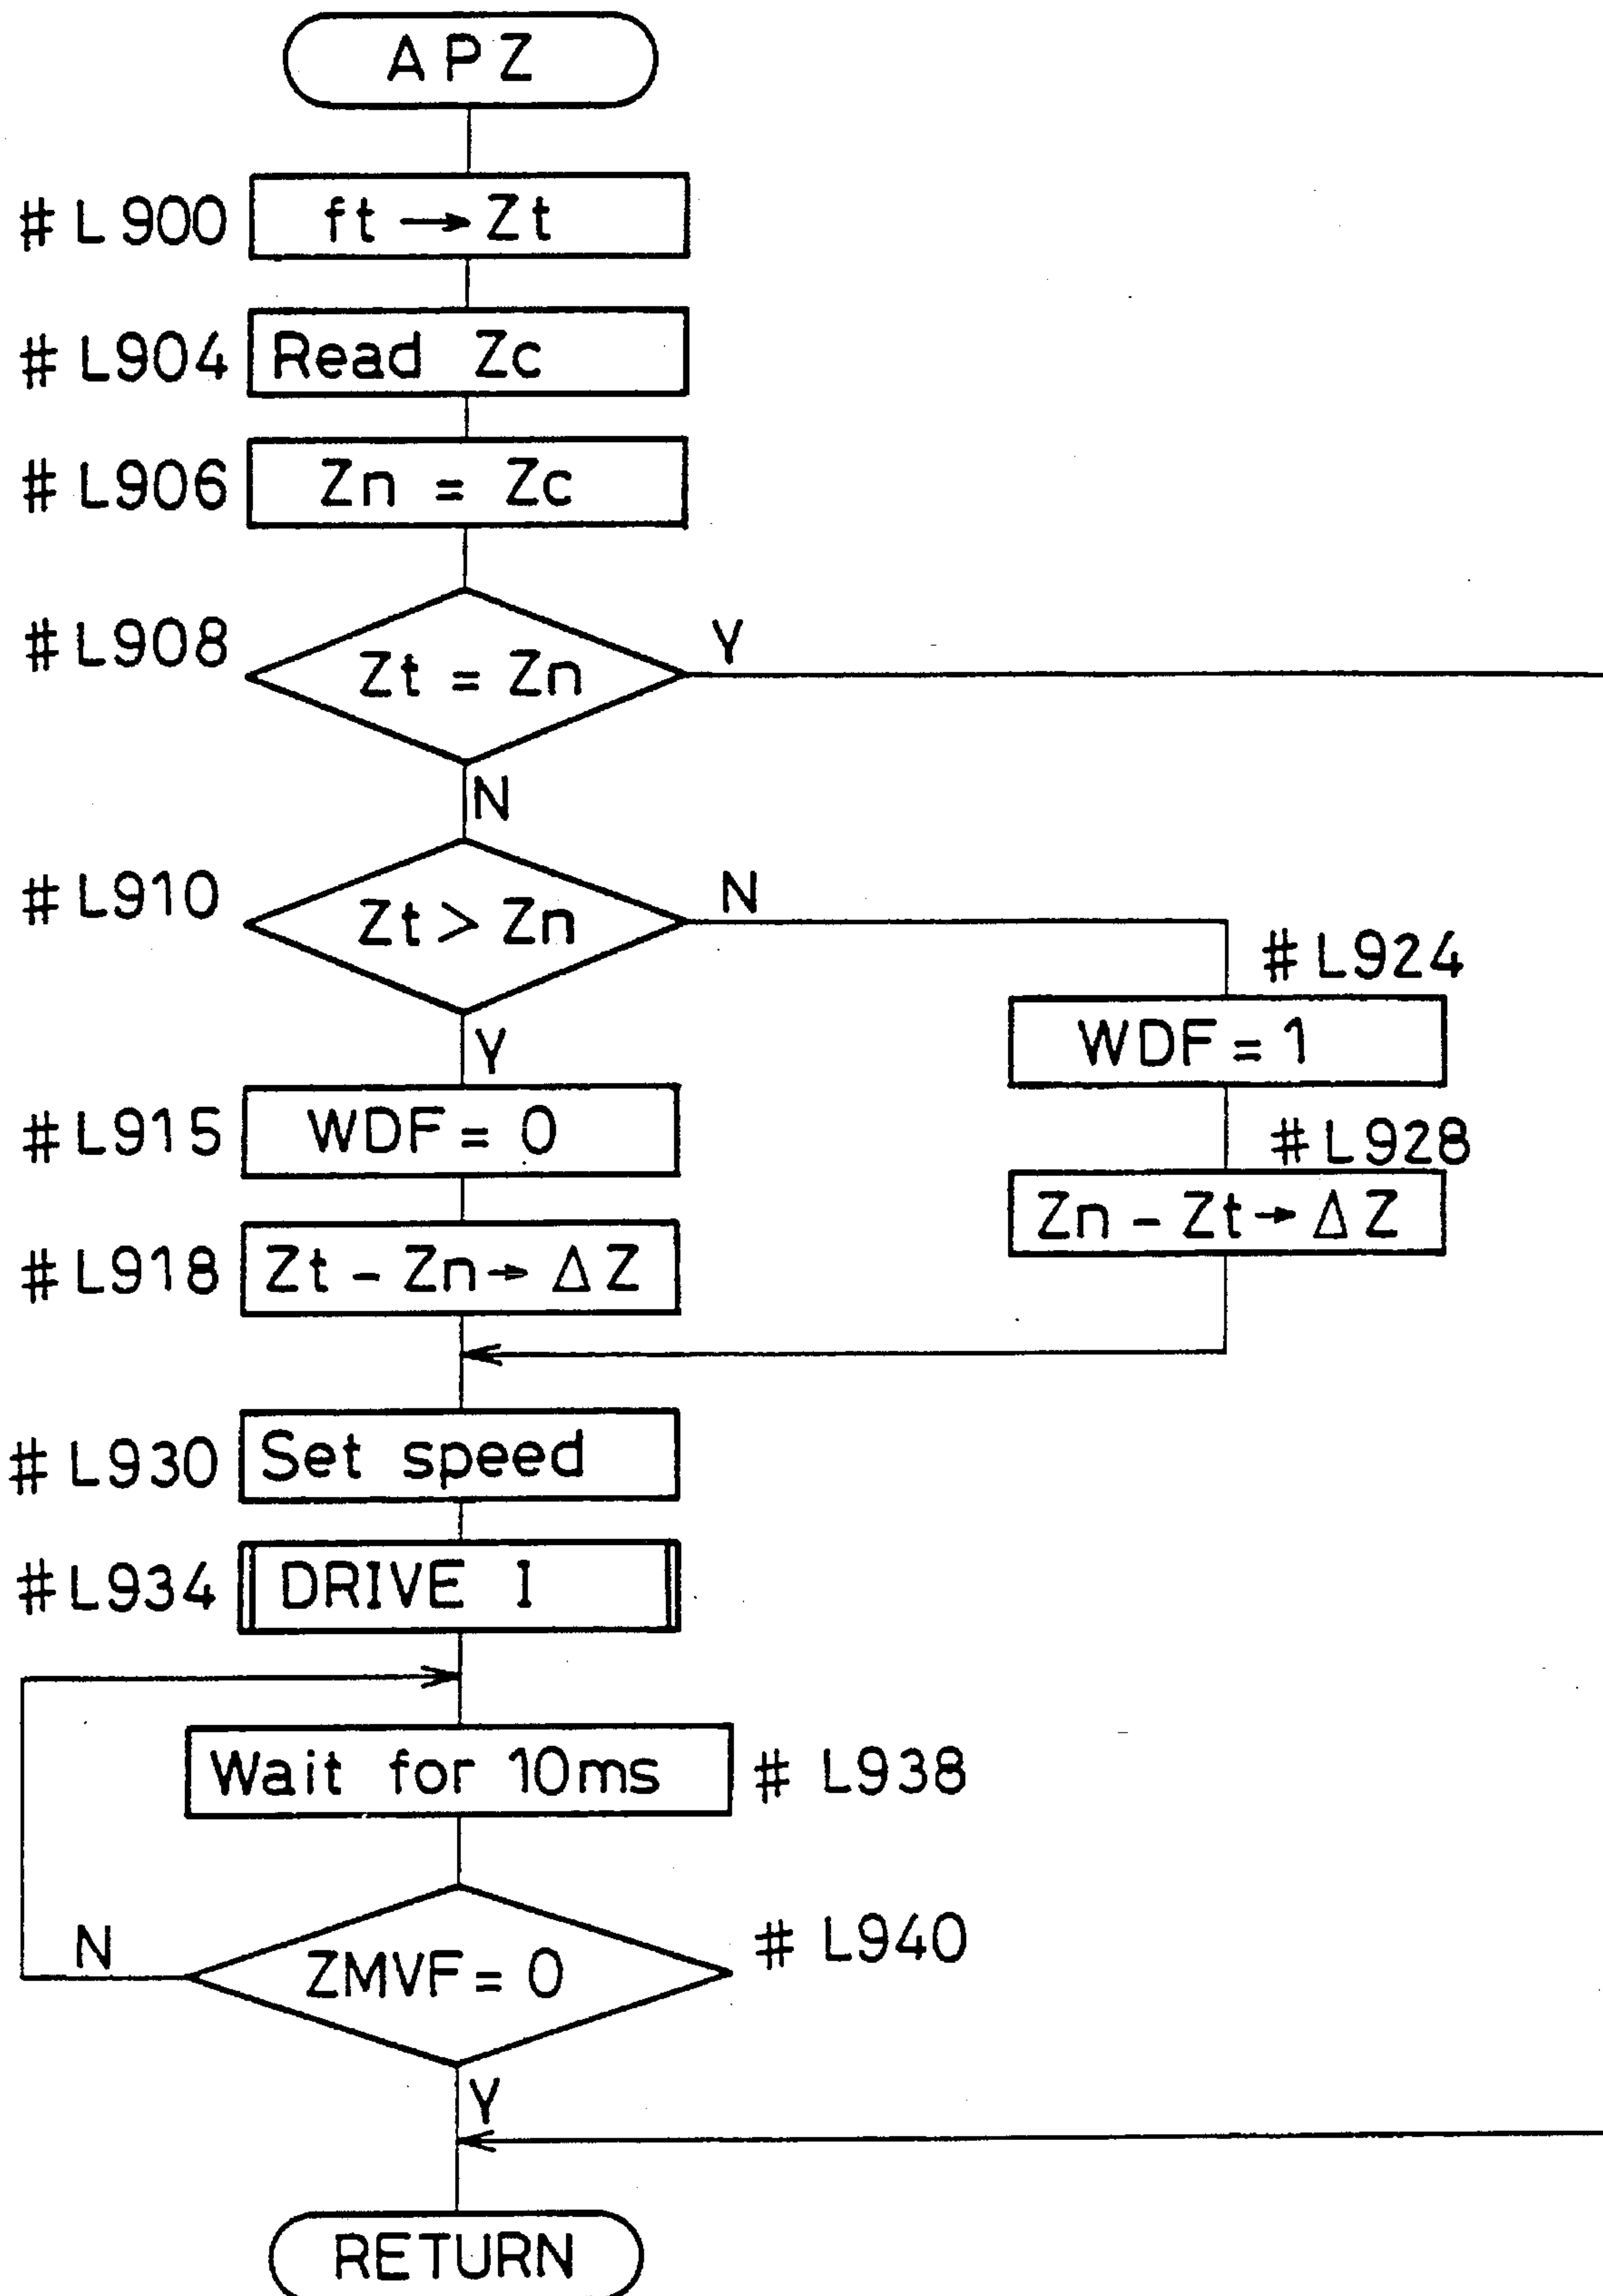 APZ
#L900 ft → Zt
#L904 Read Zc
#L906 Zn = Zc
#L908 Zt = Zn Y
N
#L910 Zt > Zn N
#L924
WDF = 1
Y
#L915 WDF = 0
#L928
Zn - Zt → ΔZ
#L918 Zt - Zn → ΔZ
#L930 Set speed
#L934 DRIVE I
Wait for 10ms # L938
N ZMVF = 0 # L940
Y
RETURN